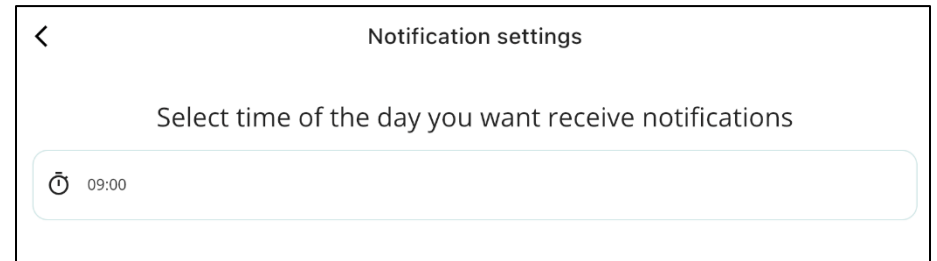 Notification settings
Select time of the day you want receive notifications
09:00